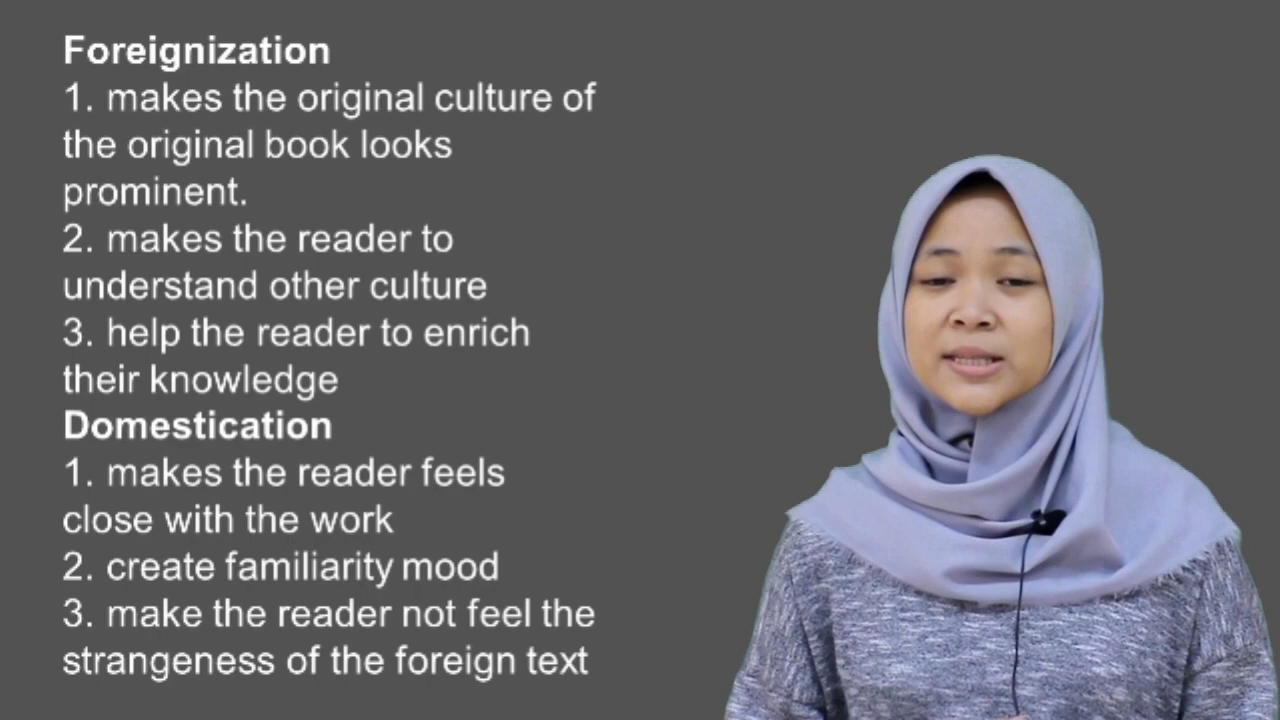 Foreignization
1. makes the original culture of
the original book looks
prominent.
2. makes the reader to
understand other culture
3. help the reader to enrich
their knowledge
Domestication
1. makes the reader feels
close with the work
2. create familiarity mood
3. make the reader not feel the
strangeness of the foreign text